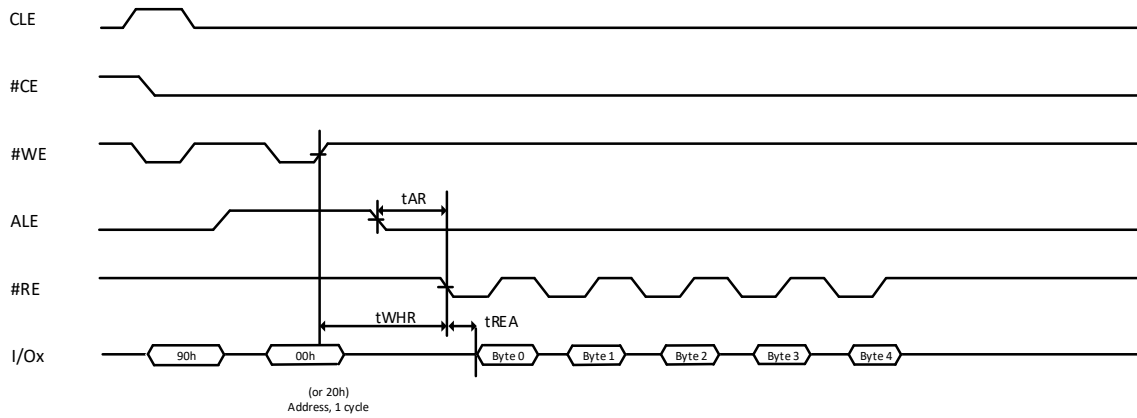 CLE
#CE
#WE
ALE
tAR
#RE
tWHR
tREA
I/Ox
90h
00h
Byte 0
Byte 1
Byte 2
Byte 3
Byte 4
(or 20h)
Address, 1 cycle